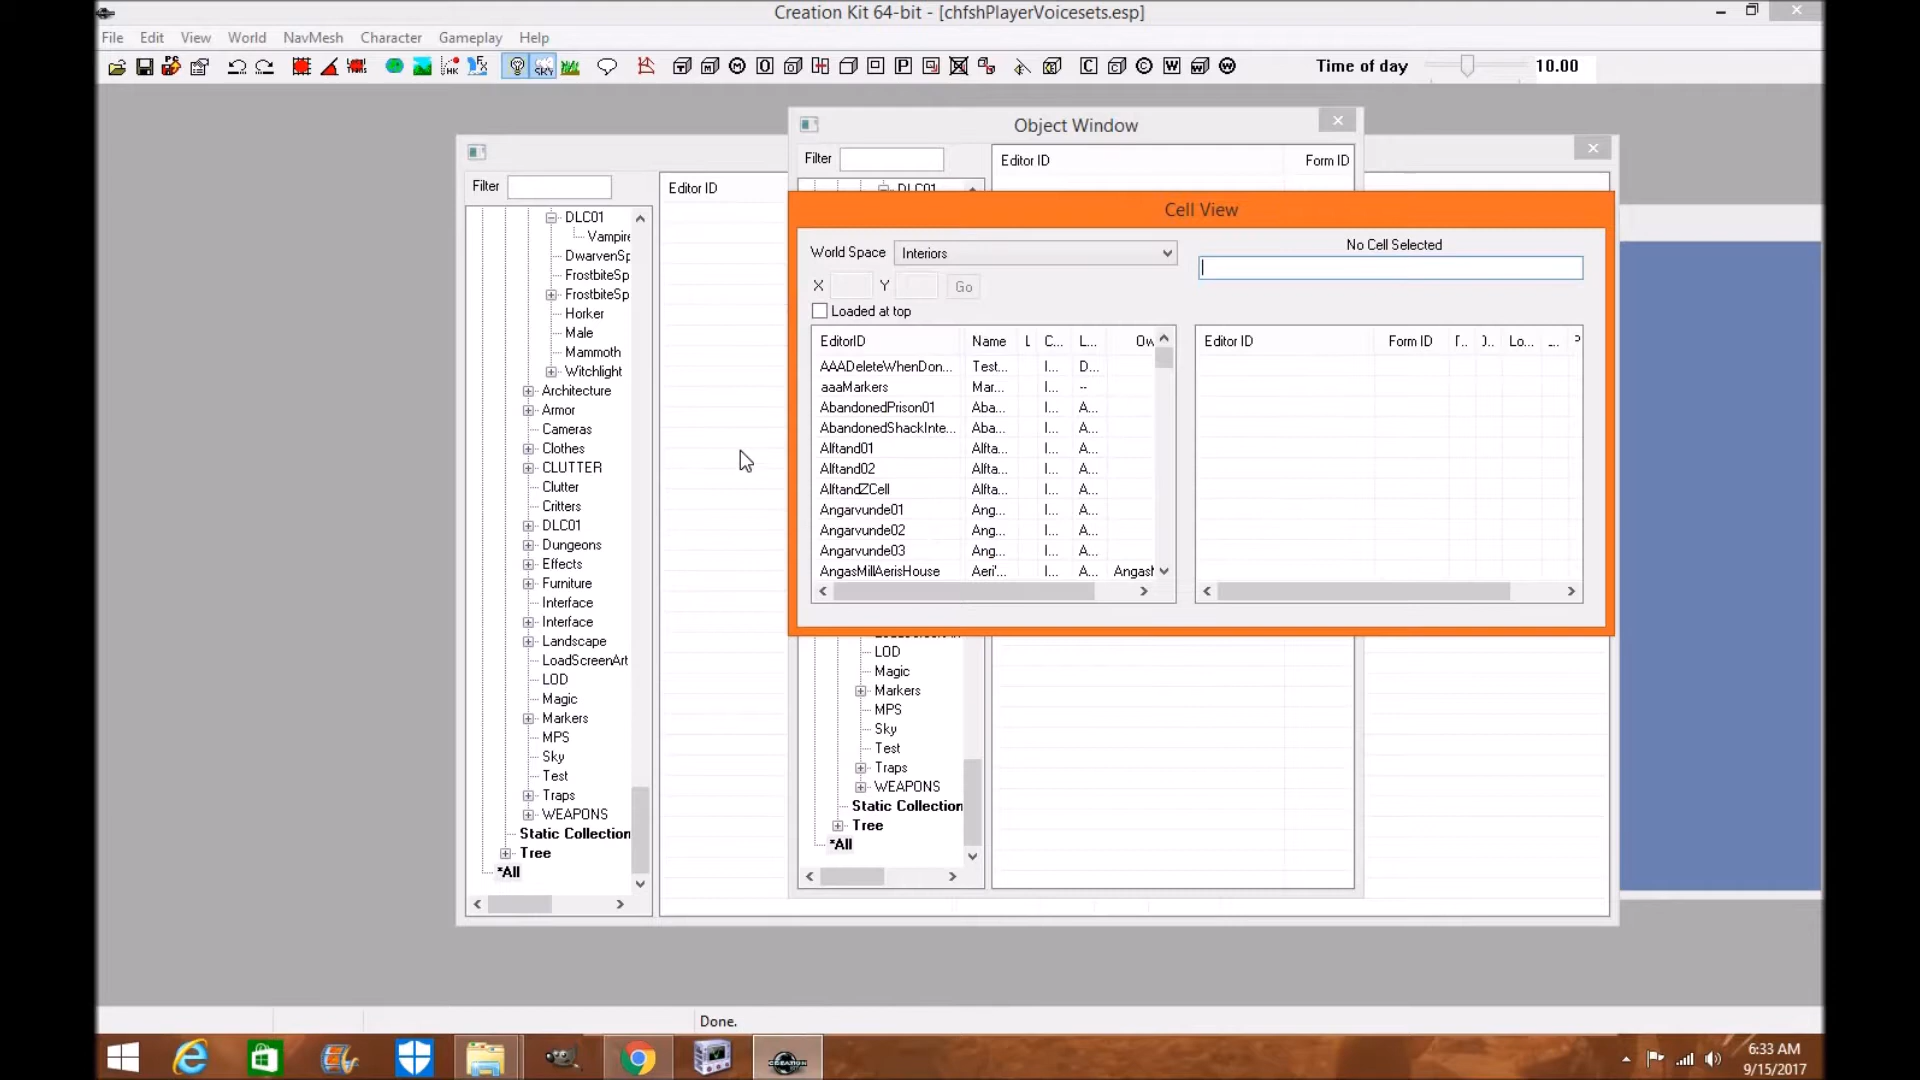 Creation Kit 64-bit - [chfshPlayerVoicesets.esp]
File Edit View World NavMesh Character Gameplay Help
Time of day 10.00
Filter
Editor ID
DLC01
Vampire
DwarvenSp
FrostbiteSp
FrostbiteSp
Horker
Male
Mammoth
Witchlight
Architecture
Armor
Cameras
Clothes
CLUTTER
Clutter
Critters
DLC01
Dungeons
Effects
Furniture
Interface
Interface
Landscape
LoadScreenArt
LOD
Magic
Markers
MPS
Sky
Test
Traps
WEAPONS
Static Collection
Tree
*All
Object Window
Filter
Editor ID Form ID
DLC01
Cell View
World Space Interiors
No Cell Selected
X Y Go
Loaded at top
EditorID Name L C... L... Ow
AAADeleteWhenDon... Test... I... D...
aaaMarkers Mar... I... --
AbandonedPrison01 Aba... I... A...
AbandonedShackInte... Aba... I... A...
Alftand01 Alfta... I... A...
Alftand02 Alfta... I... A...
AlftandZCell Alfta... I... A...
Angarvunde01 Ang... I... A...
Angarvunde02 Ang... I... A...
Angarvunde03 Ang... I... A...
AngasMillAerisHouse Aeri'... I... A... Angas
Editor ID Form ID Lo...
LOD
Magic
Markers
MPS
Sky
Test
Traps
WEAPONS
Static Collection
Tree
*All
Done.
6:33 AM
9/15/2017